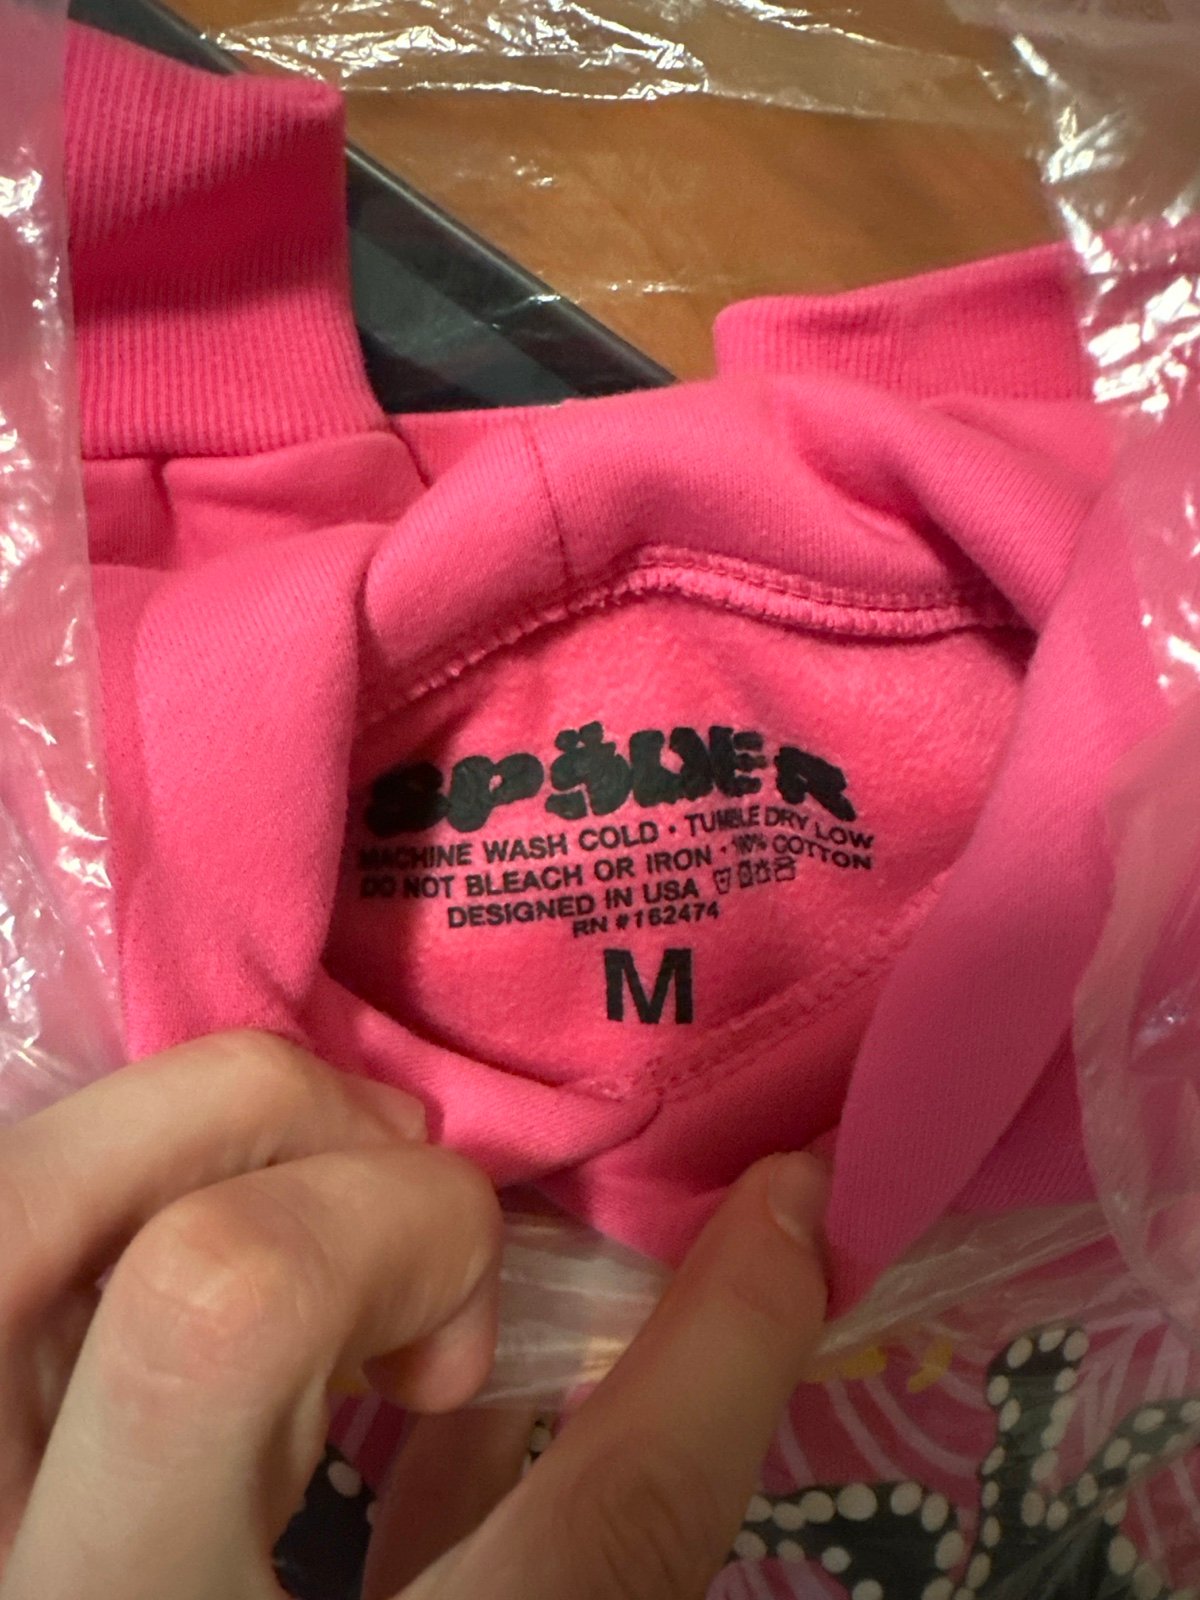 SP5DER
MACHINE WASH COLD • TUMBLE DRY LOW
DO NOT BLEACH OR IRON • 100% COTTON
DESIGNED IN USA
RN #162474
M